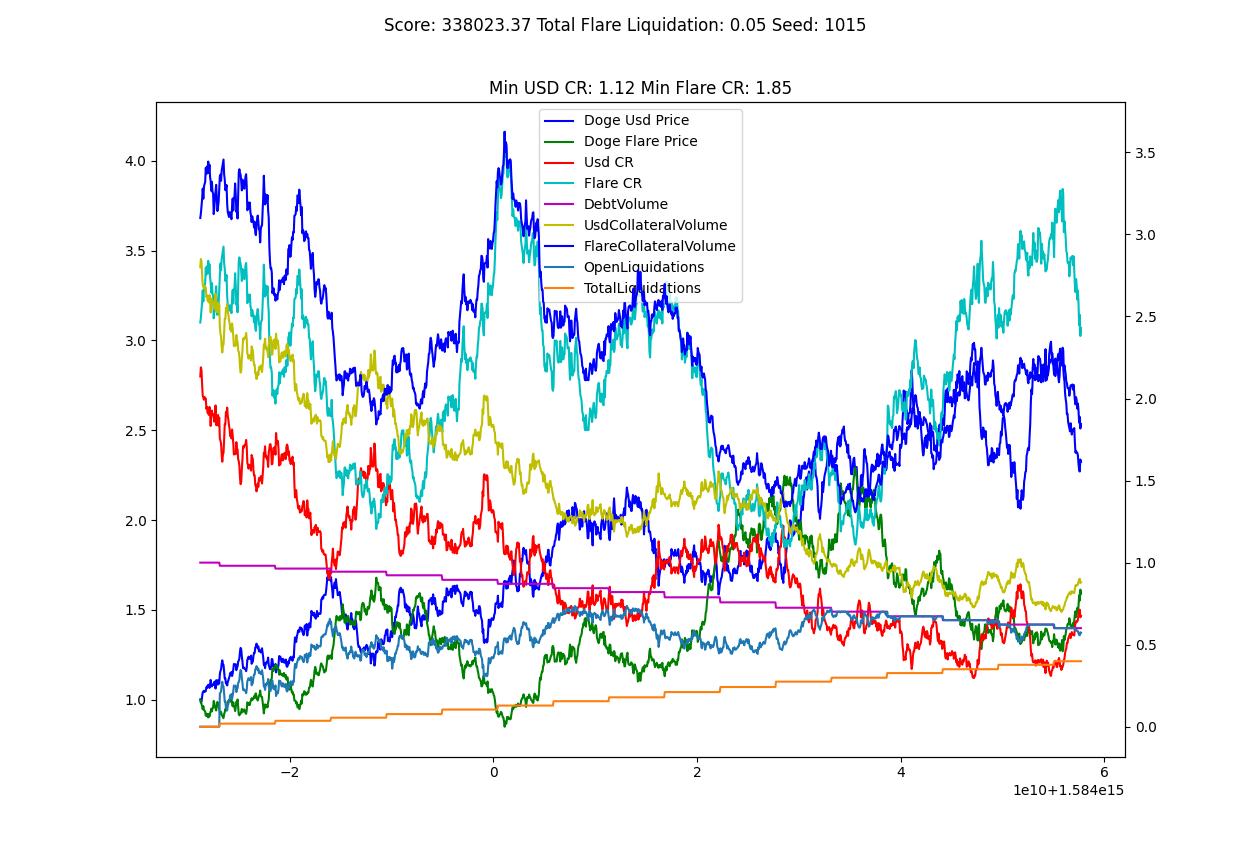 Score: 338023.37 Total Flare Liquidation: 0.05 Seed: 1015
Min USD CR: 1.12 Min Flare CR: 1.85
Doge Usd Price
Doge Flare Price
Usd CR
Flare CR
DebtVolume
UsdCollateralVolume
FlareCollateralVolume
OpenLiquidations
TotalLiquidations
4.0
3.5
3.0
2.5
2.0
1.5
1.0
3.5
3.0
2.5
2.0
1.5
1.0
0.5
0.0
−2
0
2
4
6
1e10+1.584e15